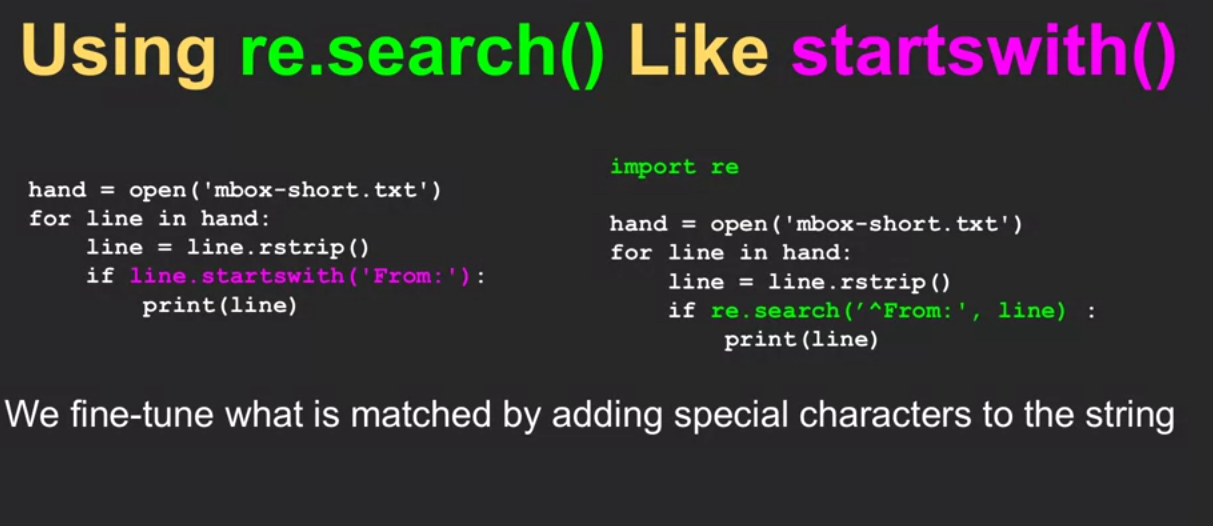 Using re.search() Like startswith()
hand = open('mbox-short.txt')
for line in hand:
    line = line.rstrip()
    if line.startswith('From:'):
        print(line)
import re
hand = open('mbox-short.txt')
for line in hand:
    line = line.rstrip()
    if re.search(’^From:', line) :
        print(line)
We fine-tune what is matched by adding special characters to the string